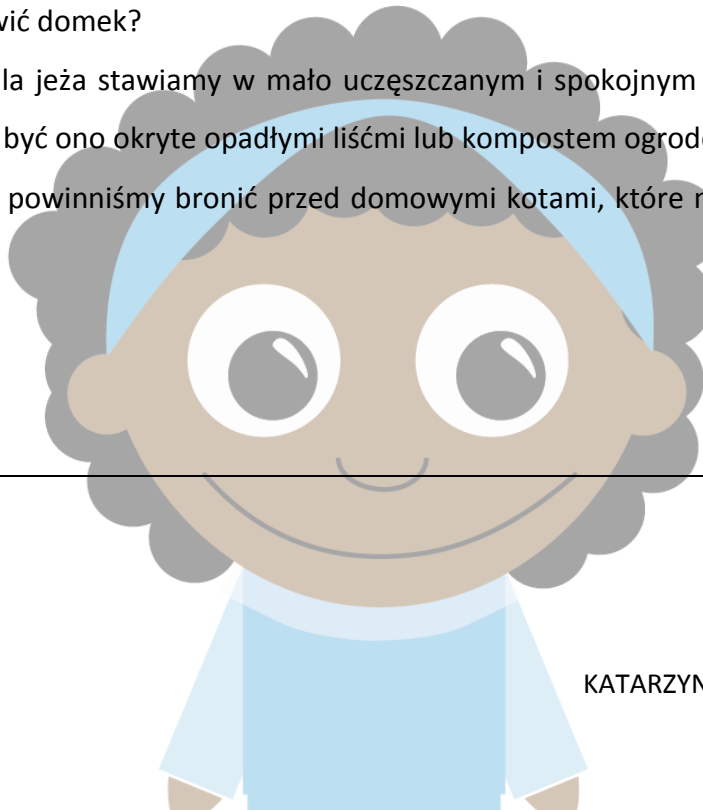 wić domek?
la jeża stawiamy w mało uczęszczanym i spokojnym
być ono okryte opadłymi liśćmi lub kompostem ogrod
powinniśmy bronić przed domowymi kotami, które
KATARZYN